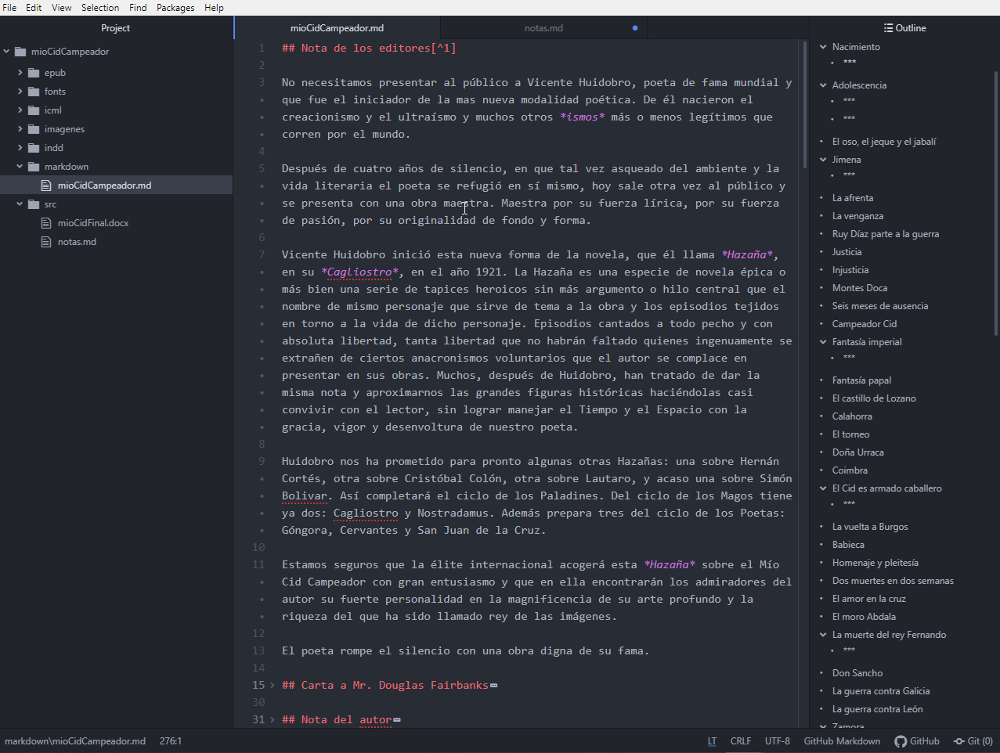 File Edit View Selection Find Packages Help
Project
mioCidCampeador
epub
fonts
icml
imagenes
indd
markdown
mioCidCampeador.md
src
mioCidFinal.docx
notas.md
mioCidCampeador.md
notas.md
1 ## Nota de los editores[^1]
2
3 No necesitamos presentar al público a Vicente Huidobro, poeta de fama mundial y
• que fue el iniciador de la mas nueva modalidad poética. De él nacieron el
• creacionismo y el ultraísmo y muchos otros *ismos* más o menos legítimos que
• corren por el mundo.
4
5 Después de cuatro años de silencio, en que tal vez asqueado del ambiente y la
• vida literaria el poeta se refugió en sí mismo, hoy sale otra vez al público y
• se presenta con una obra maestra. Maestra por su fuerza lírica, por su fuerza
• de pasión, por su originalidad de fondo y forma.
6
7 Vicente Huidobro inició esta nueva forma de la novela, que él llama *Hazaña*,
• en su *Cagliostro*, en el año 1921. La Hazaña es una especie de novela épica o
• más bien una serie de tapices heroicos sin más argumento o hilo central que el
• nombre de mismo personaje que sirve de tema a la obra y los episodios tejidos
• en torno a la vida de dicho personaje. Episodios cantados a todo pecho y con
• absoluta libertad, tanta libertad que no habrán faltado quienes ingenuamente se
• extrañen de ciertos anacronismos voluntarios que el autor se complace en
• presentar en sus obras. Muchos, después de Huidobro, han tratado de dar la
• misma nota y aproximarnos las grandes figuras históricas haciéndolas casi
• convivir con el lector, sin lograr manejar el Tiempo y el Espacio con la
• gracia, vigor y desenvoltura de nuestro poeta.
8
9 Huidobro nos ha prometido para pronto algunas otras Hazañas: una sobre Hernán
• Cortés, otra sobre Cristóbal Colón, otra sobre Lautaro, y acaso una sobre Simón
• Bolivar. Así completará el ciclo de los Paladines. Del ciclo de los Magos tiene
• ya dos: Cagliostro y Nostradamus. Además prepara tres del ciclo de los Poetas:
• Góngora, Cervantes y San Juan de la Cruz.
10
11 Estamos seguros que la élite internacional acogerá esta *Hazaña* sobre el Mío
• Cid Campeador con gran entusiasmo y que en ella encontrarán los admiradores del
• autor su fuerte personalidad en la magnificencia de su arte profundo y la
• riqueza del que ha sido llamado rey de las imágenes.
12
13 El poeta rompe el silencio con una obra digna de su fama.
14
15 ## Carta a Mr. Douglas Fairbanks
30
31 ## Nota del autor
Outline
Nacimiento
• ***
Adolescencia
• ***
• ***
• El oso, el jeque y el jabalí
Jimena
• ***
• La afrenta
• La venganza
• Ruy Díaz parte a la guerra
• Justicia
• Injusticia
• Montes Doca
• Seis meses de ausencia
• Campeador Cid
Fantasía imperial
• ***
• Fantasía papal
• El castillo de Lozano
• Calahorra
• El torneo
• Doña Urraca
• Coimbra
El Cid es armado caballero
• ***
• La vuelta a Burgos
• Babieca
• Homenaje y pleitesía
• Dos muertes en dos semanas
• El amor en la cruz
• El moro Abdala
La muerte del rey Fernando
• ***
• Don Sancho
• La guerra contra Galicia
• La guerra contra León
Zamora
markdown\mioCidCampeador.md 276:1 LT CRLF UTF-8 GitHub Markdown GitHub Git (0)